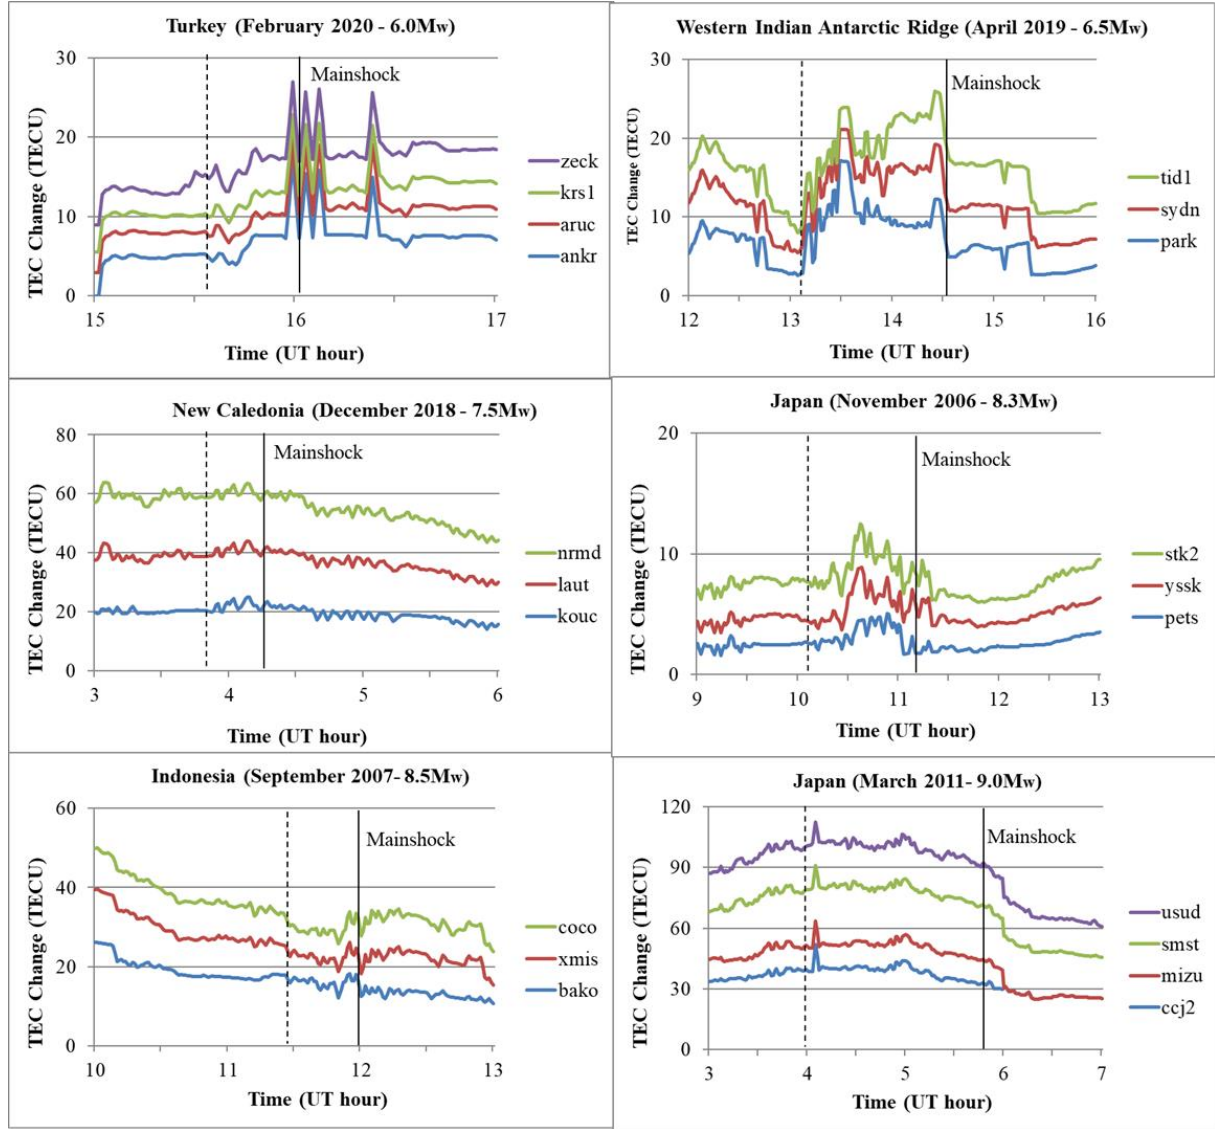 Turkey (February 2020 - 6.0Mw)
TEC Change (TECU)
30
20
10
0
15
16
17
Mainshock
zeck
krs1
aruc
ankr
Time (UT hour)
Western Indian Antarctic Ridge (April 2019 - 6.5Mw)
TEC Change (TECU)
30
20
10
0
12
13
14
15
16
Mainshock
tid1
sydn
park
Time (UT hour)
New Caledonia (December 2018 - 7.5Mw)
TEC Change (TECU)
80
60
40
20
0
3
4
5
6
Mainshock
nrmd
laut
kouc
Time (UT hour)
Japan (November 2006 - 8.3Mw)
TEC Change (TECU)
20
10
0
9
10
11
12
13
Mainshock
stk2
yssk
pets
Time (UT hour)
Indonesia (September 2007- 8.5Mw)
TEC Change (TECU)
60
40
20
0
10
11
12
13
Mainshock
coco
xmis
bako
Time (UT hour)
Japan (March 2011- 9.0Mw)
TEC Change (TECU)
120
90
60
30
0
3
4
5
6
7
Mainshock
usud
smst
mizu
ccj2
Time (UT hour)